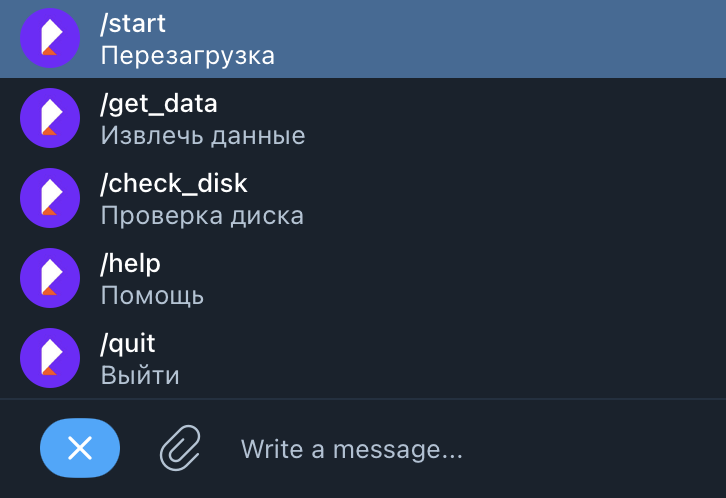 /start
Перезагрузка
/get_data
Извлечь данные
/check_disk
Проверка диска
/help
Помощь
/quit
Выйти
Write a message...